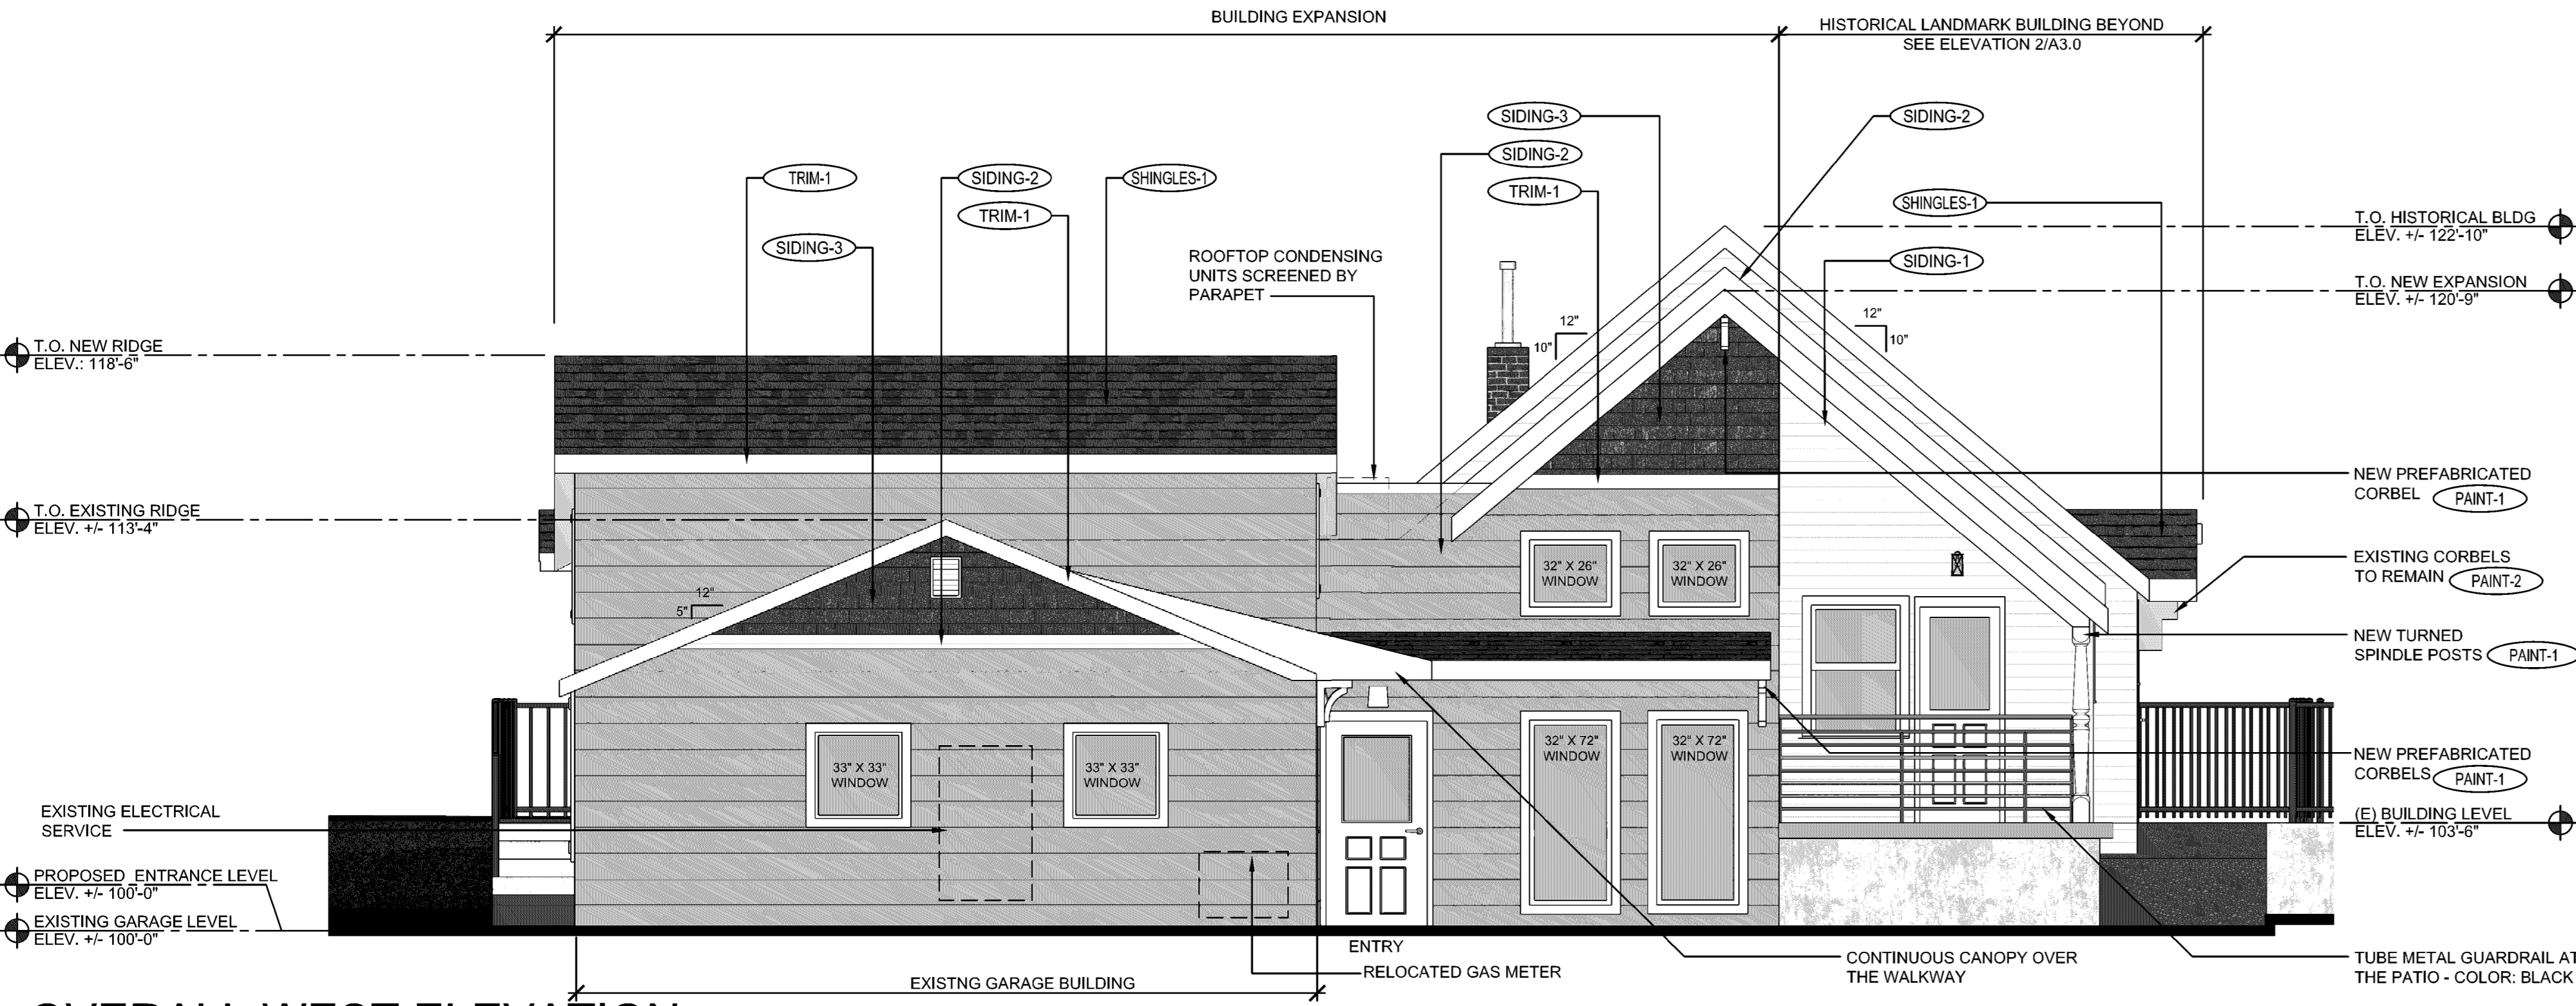 BUILDING EXPANSION
HISTORICAL LANDMARK BUILDING BEYOND
SEE ELEVATION 2/A3.0
SIDING-3
SIDING-2
SIDING-2
TRIM-1
SIDING-2
SHINGLES-1
TRIM-1
SHINGLES-1
TRIM-1
SIDING-3
SIDING-1
T.O. HISTORICAL BLDG
ELEV. +/- 122'-10"
ROOFTOP CONDENSING
UNITS SCREENED BY
PARAPET
T.O. NEW EXPANSION
ELEV. +/- 120'-9"
12"
10"
12"
10"
T.O. NEW RIDGE
ELEV.: 118'-6"
NEW PREFABRICATED
CORBEL PAINT-1
T.O. EXISTING RIDGE
ELEV. +/- 113'-4"
32" X 26"
WINDOW
32" X 26"
WINDOW
EXISTING CORBELS
TO REMAIN PAINT-2
12"
5"
NEW TURNED
SPINDLE POSTS PAINT-1
33" X 33"
WINDOW
33" X 33"
WINDOW
32" X 72"
WINDOW
32" X 72"
WINDOW
NEW PREFABRICATED
CORBELS PAINT-1
EXISTING ELECTRICAL
SERVICE
(E) BUILDING LEVEL
ELEV. +/- 103'-6"
PROPOSED ENTRANCE LEVEL
ELEV. +/- 100'-0"
EXISTING GARAGE LEVEL
ELEV. +/- 100'-0"
ENTRY
RELOCATED GAS METER
CONTINUOUS CANOPY OVER
THE WALKWAY
TUBE METAL GUARDRAIL AT
THE PATIO - COLOR: BLACK
EXISTNG GARAGE BUILDING
OVERALL WEST ELEVATION